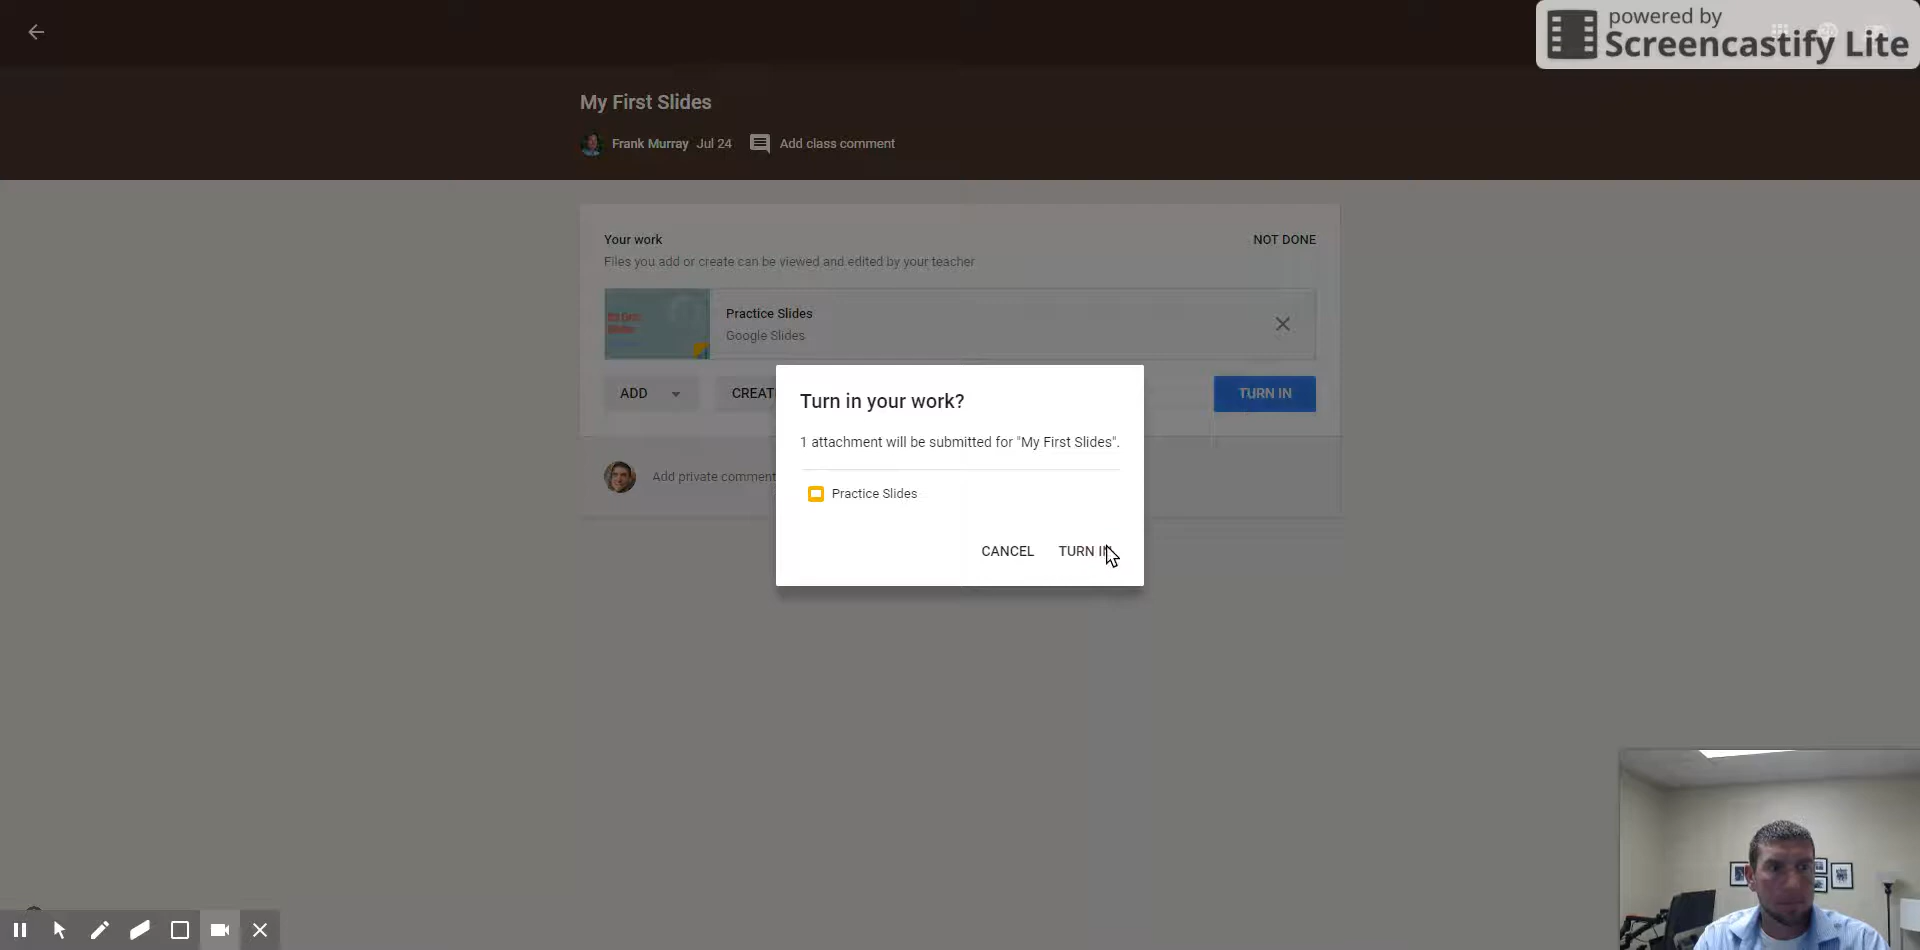 powered by
Screencastify Lite
My First Slides
Frank Murray Jul 24 Add class comment
Your work NOT DONE
Files you add or create can be viewed and edited by your teacher
Practice Slides
Google Slides
ADD TURN IN
Turn in your work?
1 attachment will be submitted for "My First Slides".
Add private comment
Practice Slides
CANCEL TURN IN